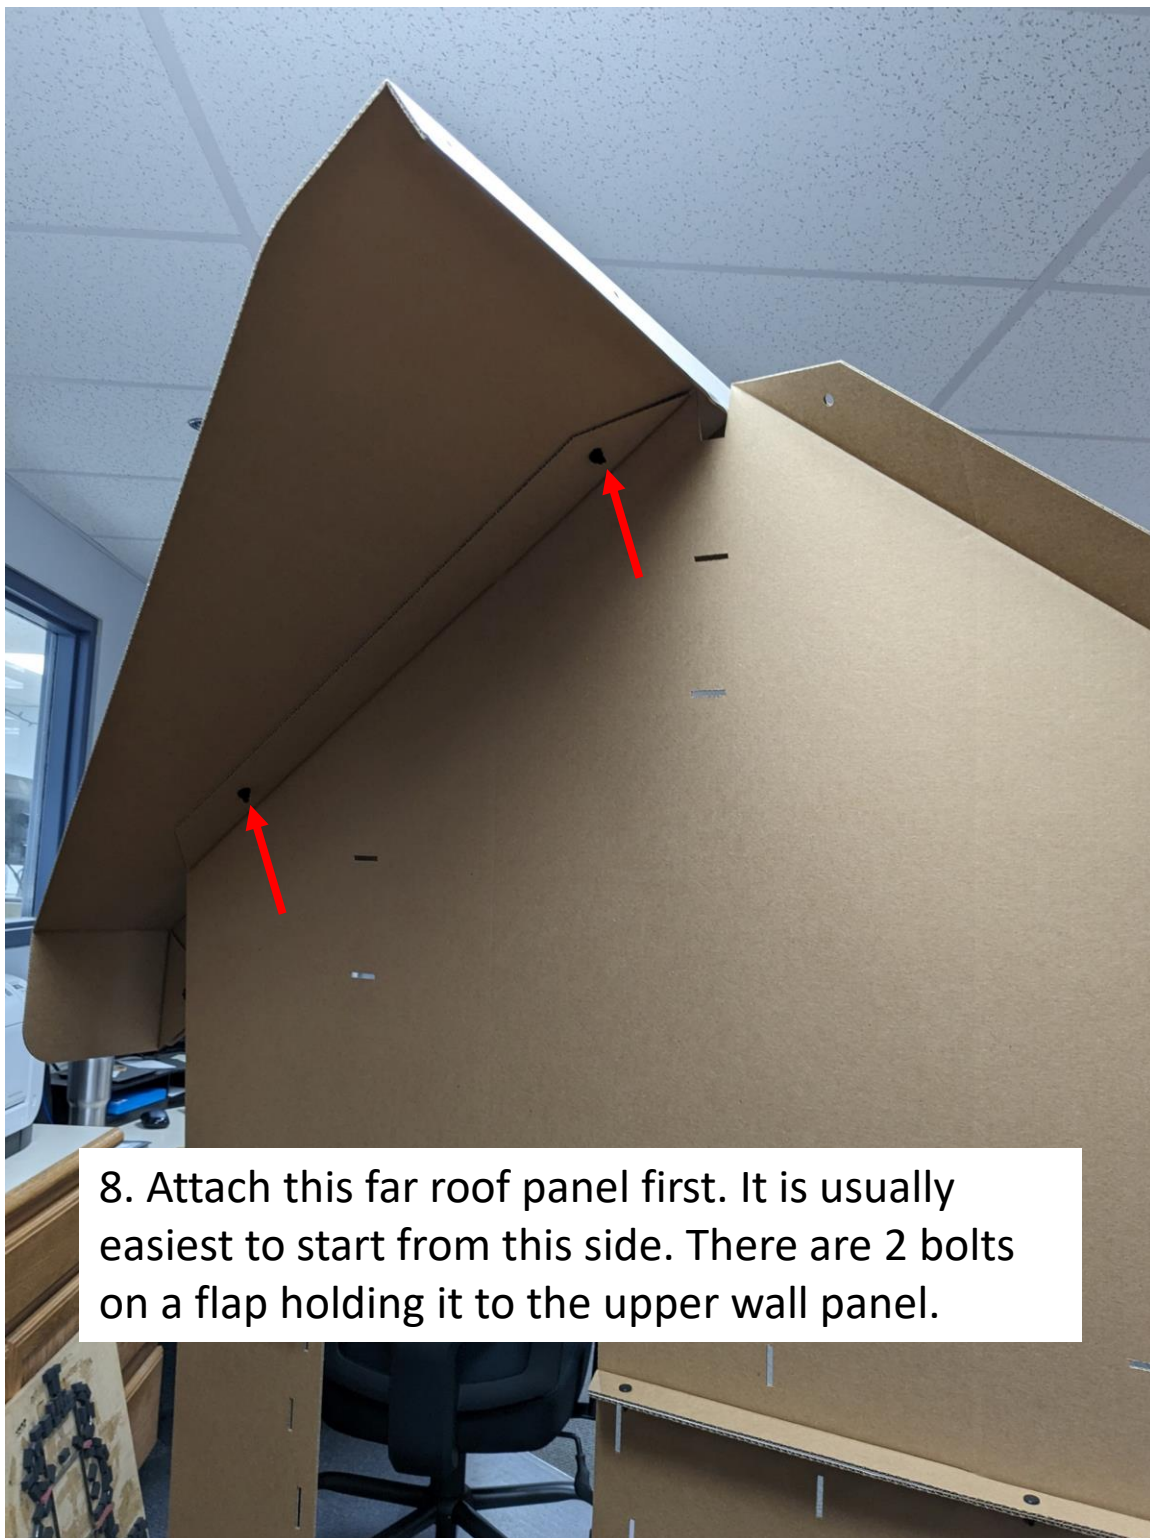 8. Attach this far roof panel first. It is usually
easiest to start from this side. There are 2 bolts
on a flap holding it to the upper wall panel.